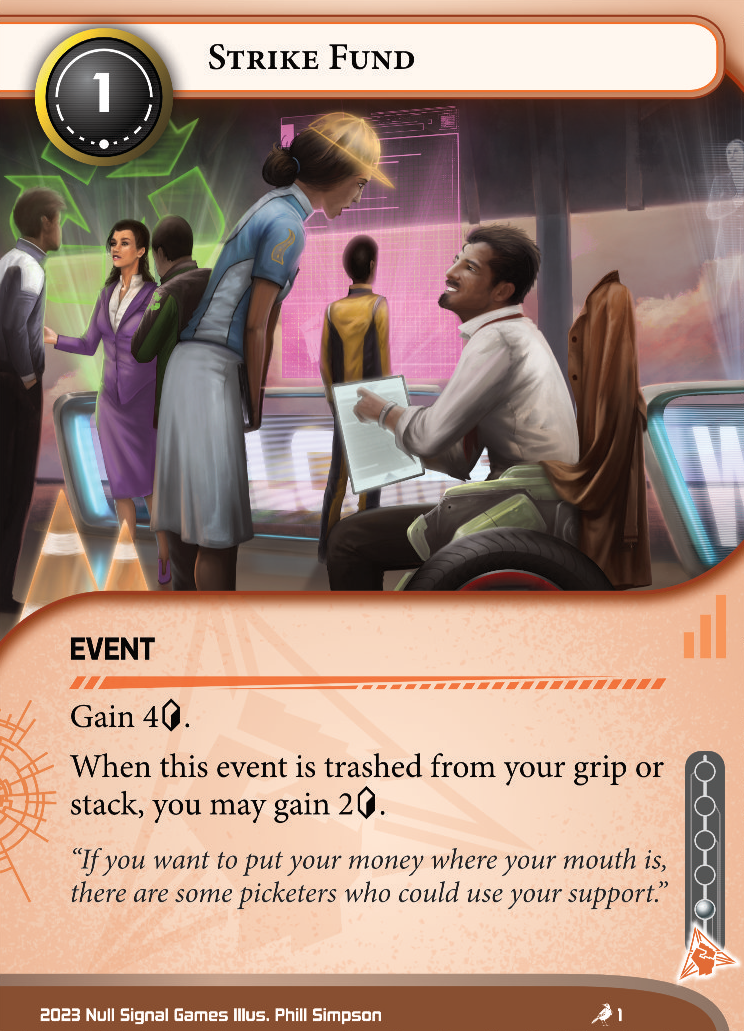 1
STRIKE FUND
EVENT
Gain 4.
When this event is trashed from your grip or
stack, you may gain 2.
“If you want to put your money where your mouth is,
there are some picketers who could use your support.”
2023 Null Signal Games Illus. Phill Simpson
1